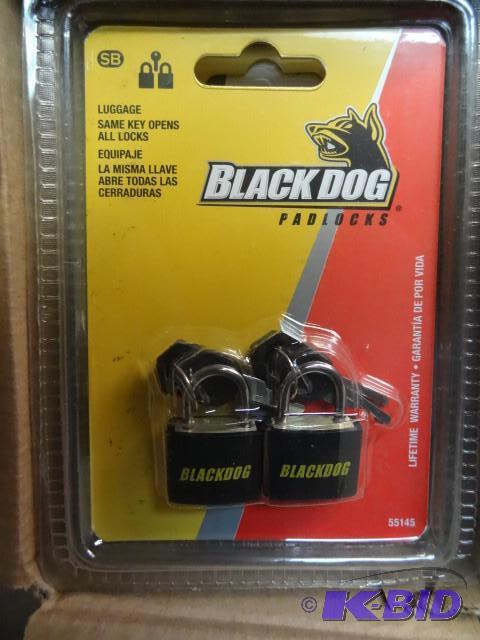 SB
LUGGAGE
SAME KEY OPENS
ALL LOCKS
EQUIPAJE
LA MISMA LLAVE
ABRE TODAS LAS
CERRADURAS
BLACK DOG
PADLOCKS ®
LIFETIME WARRANTY • GARANTÍA DE POR VIDA
BLACKDOG
BLACKDOG
55145
© K-BID